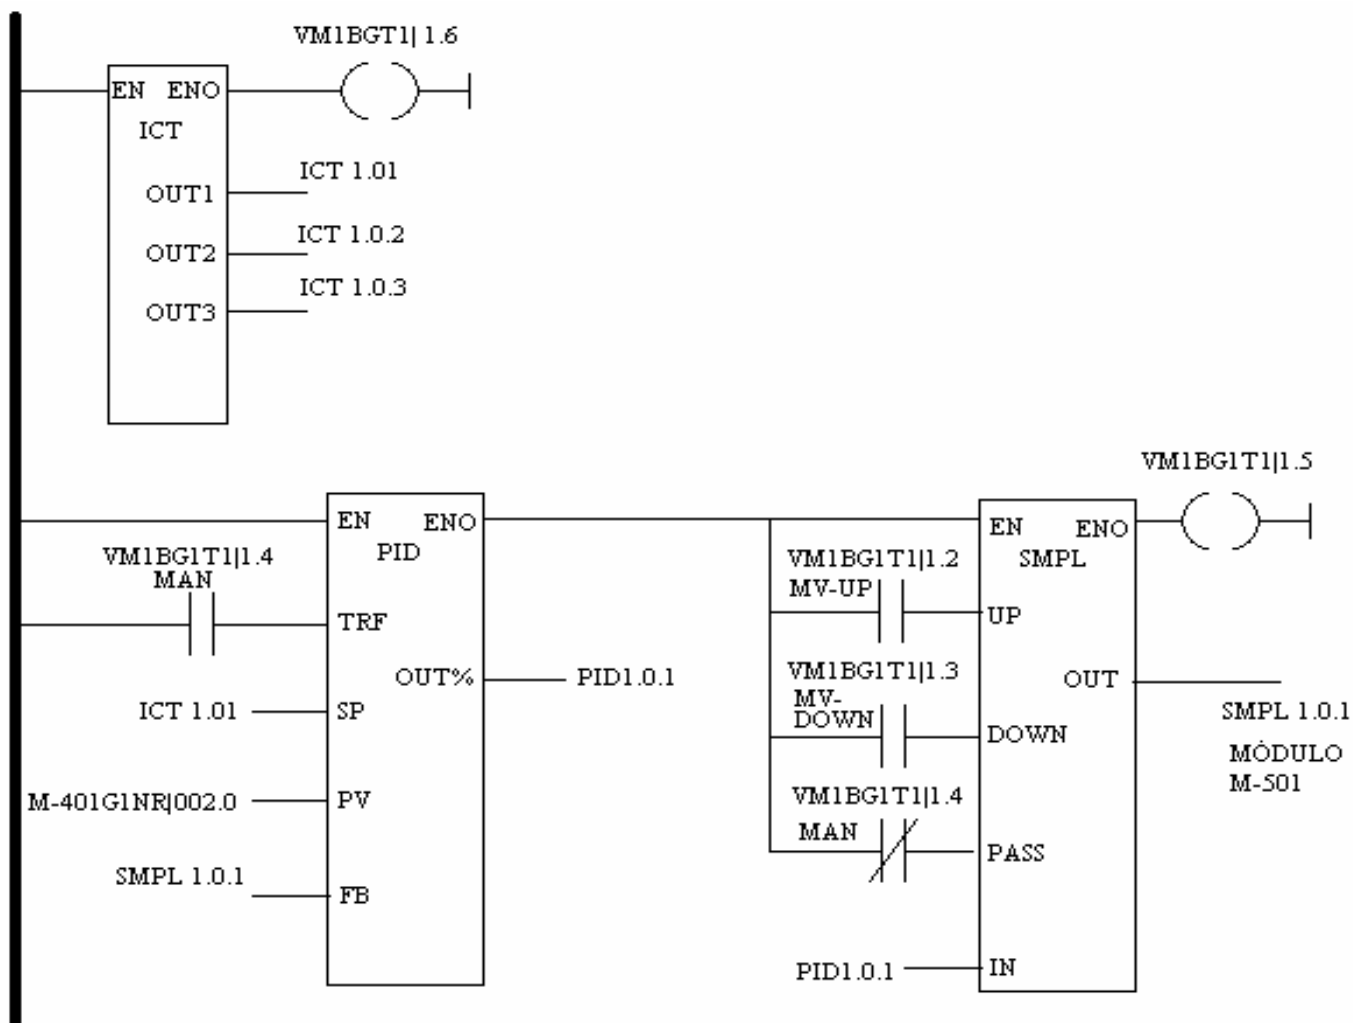 VM1BGT1| 1.6
EN ENO
ICT
OUT1
ICT 1.01
OUT2
ICT 1.0.2
OUT3
ICT 1.0.3
EN ENO
PID
VM1BG1T1|1.4
MAN
TRF
OUT%
PID1.0.1
ICT 1.01
SP
M-401G1NR|002.0
PV
SMPL 1.0.1
FB
VM1BG1T1|1.5
EN ENO
SMPL
VM1BG1T1|1.2
MV-UP
UP
VM1BG1T1|1.3
MV-
DOWN
DOWN
OUT
SMPL 1.0.1
MÓDULO
M-501
VM1BG1T1|1.4
MAN
PASS
PID1.0.1
IN